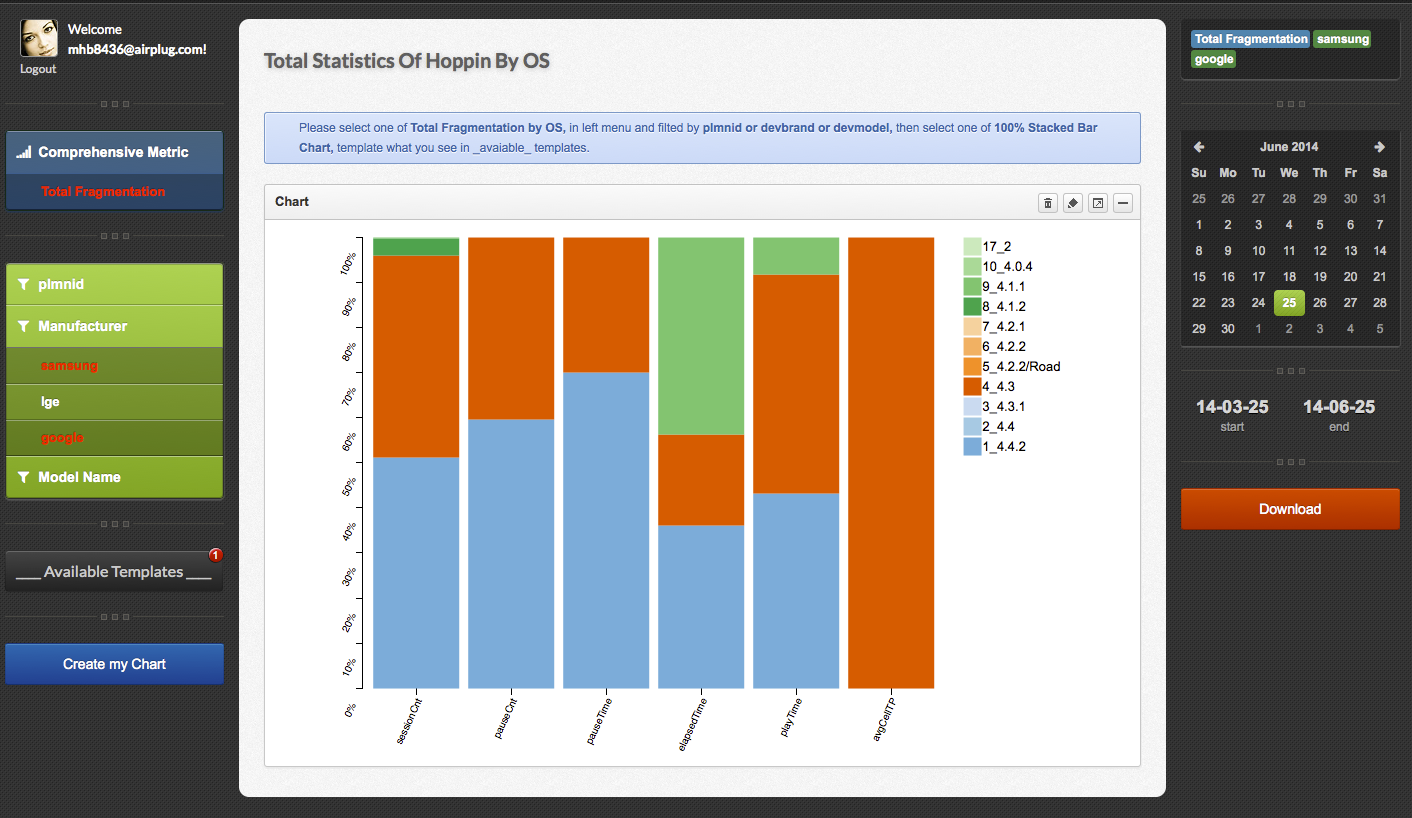 Welcome
mhb8436@airplug.com!
Logout
Comprehensive Metric
Total Fragmentation
plmnid
Manufacturer
samsung
lge
google
Model Name
1
___ Available Templates ___
Create my Chart
Total Statistics Of Hoppin By OS
Please select one of Total Fragmentation by OS, in left menu and filted by plmnid or devbrand or devmodel, then select one of 100% Stacked Bar
Chart, template what you see in _avaiable_ templates.
Chart
100%
90%
80%
70%
60%
50%
40%
30%
20%
10%
0%
sessionCnt
pauseCnt
pauseTime
elapsedTime
playTime
avgCellTP
17_2
10_4.0.4
9_4.1.1
8_4.1.2
7_4.2.1
6_4.2.2
5_4.2.2/Road
4_4.3
3_4.3.1
2_4.4
1_4.4.2
Total Fragmentation samsung
google
June 2014
Su Mo Tu We Th Fr Sa
25 26 27 28 29 30 31
1 2 3 4 5 6 7
8 9 10 11 12 13 14
15 16 17 18 19 20 21
22 23 24 25 26 27 28
29 30 1 2 3 4 5
14-03-25 14-06-25
start end
Download